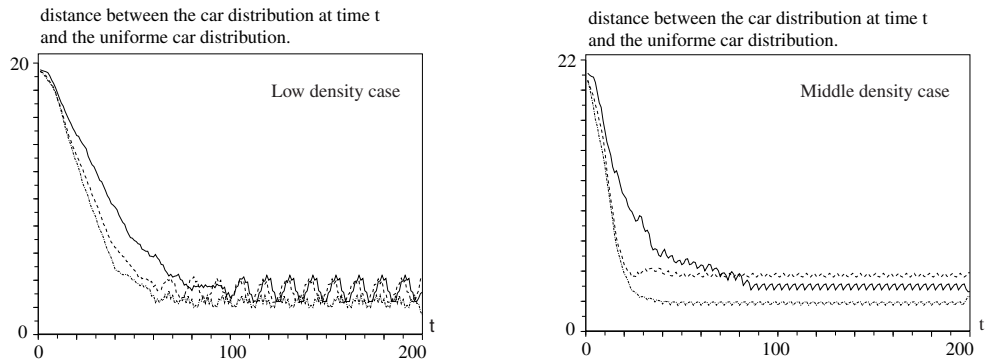 distance between the car distribution at time t
and the uniforme car distribution.
20
Low density case
0
0
100
200
t
distance between the car distribution at time t
and the uniforme car distribution.
22
Middle density case
0
0
100
200
t